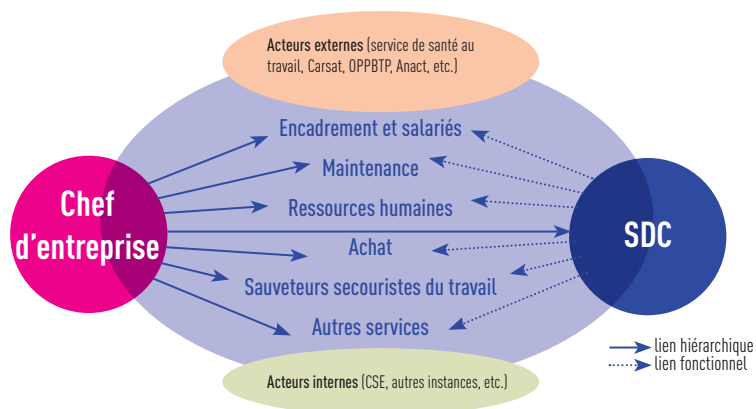 Acteurs externes (service de santé au
travail, Carsat, OPPBTP, Anact, etc.)
Encadrement et salariés
Maintenance
Ressources humaines
Chef
d'entreprise
SDC
Achat
Sauveteurs secouristes du travail
Autres services
lien hiérarchique
lien fonctionnel
Acteurs internes (CSE, autres instances, etc.)